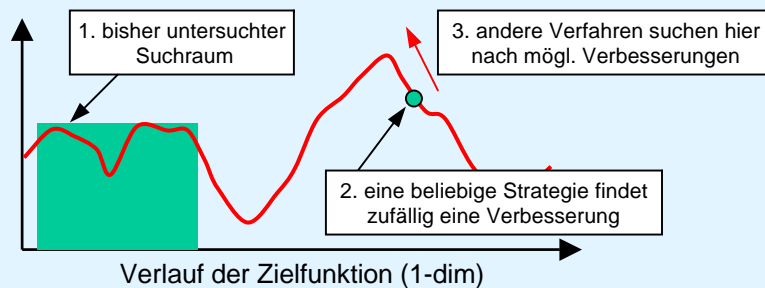 1. bisher untersuchter
Suchraum
3. andere Verfahren suchen hier
nach mögl. Verbesserungen
2. eine beliebige Strategie findet
zufällig eine Verbesserung
Verlauf der Zielfunktion (1-dim)